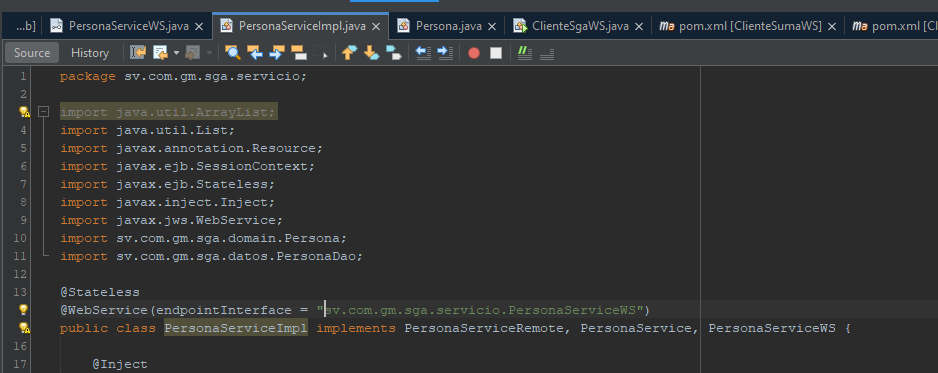 ...b] PersonaServiceWS.java × PersonaServiceImpl.java × Persona.java × ClienteSgaWS.java × pom.xml [ClienteSumaWS] × pom.xml [Cl
Source History
1 package sv.com.gm.sga.servicio;
2
import java.util.ArrayList;
4 import java.util.List;
5 import javax.annotation.Resource;
6 import javax.ejb.SessionContext;
7 import javax.ejb.Stateless;
8 import javax.inject.Inject;
9 import javax.jws.WebService;
10 import sv.com.gm.sga.domain.Persona;
11 import sv.com.gm.sga.datos.PersonaDao;
12
13 @Stateless
@WebService(endpointInterface = "sv.com.gm.sga.servicio.PersonaServiceWS")
public class PersonaServiceImpl implements PersonaServiceRemote, PersonaService, PersonaServiceWS {
16
17 @Inject